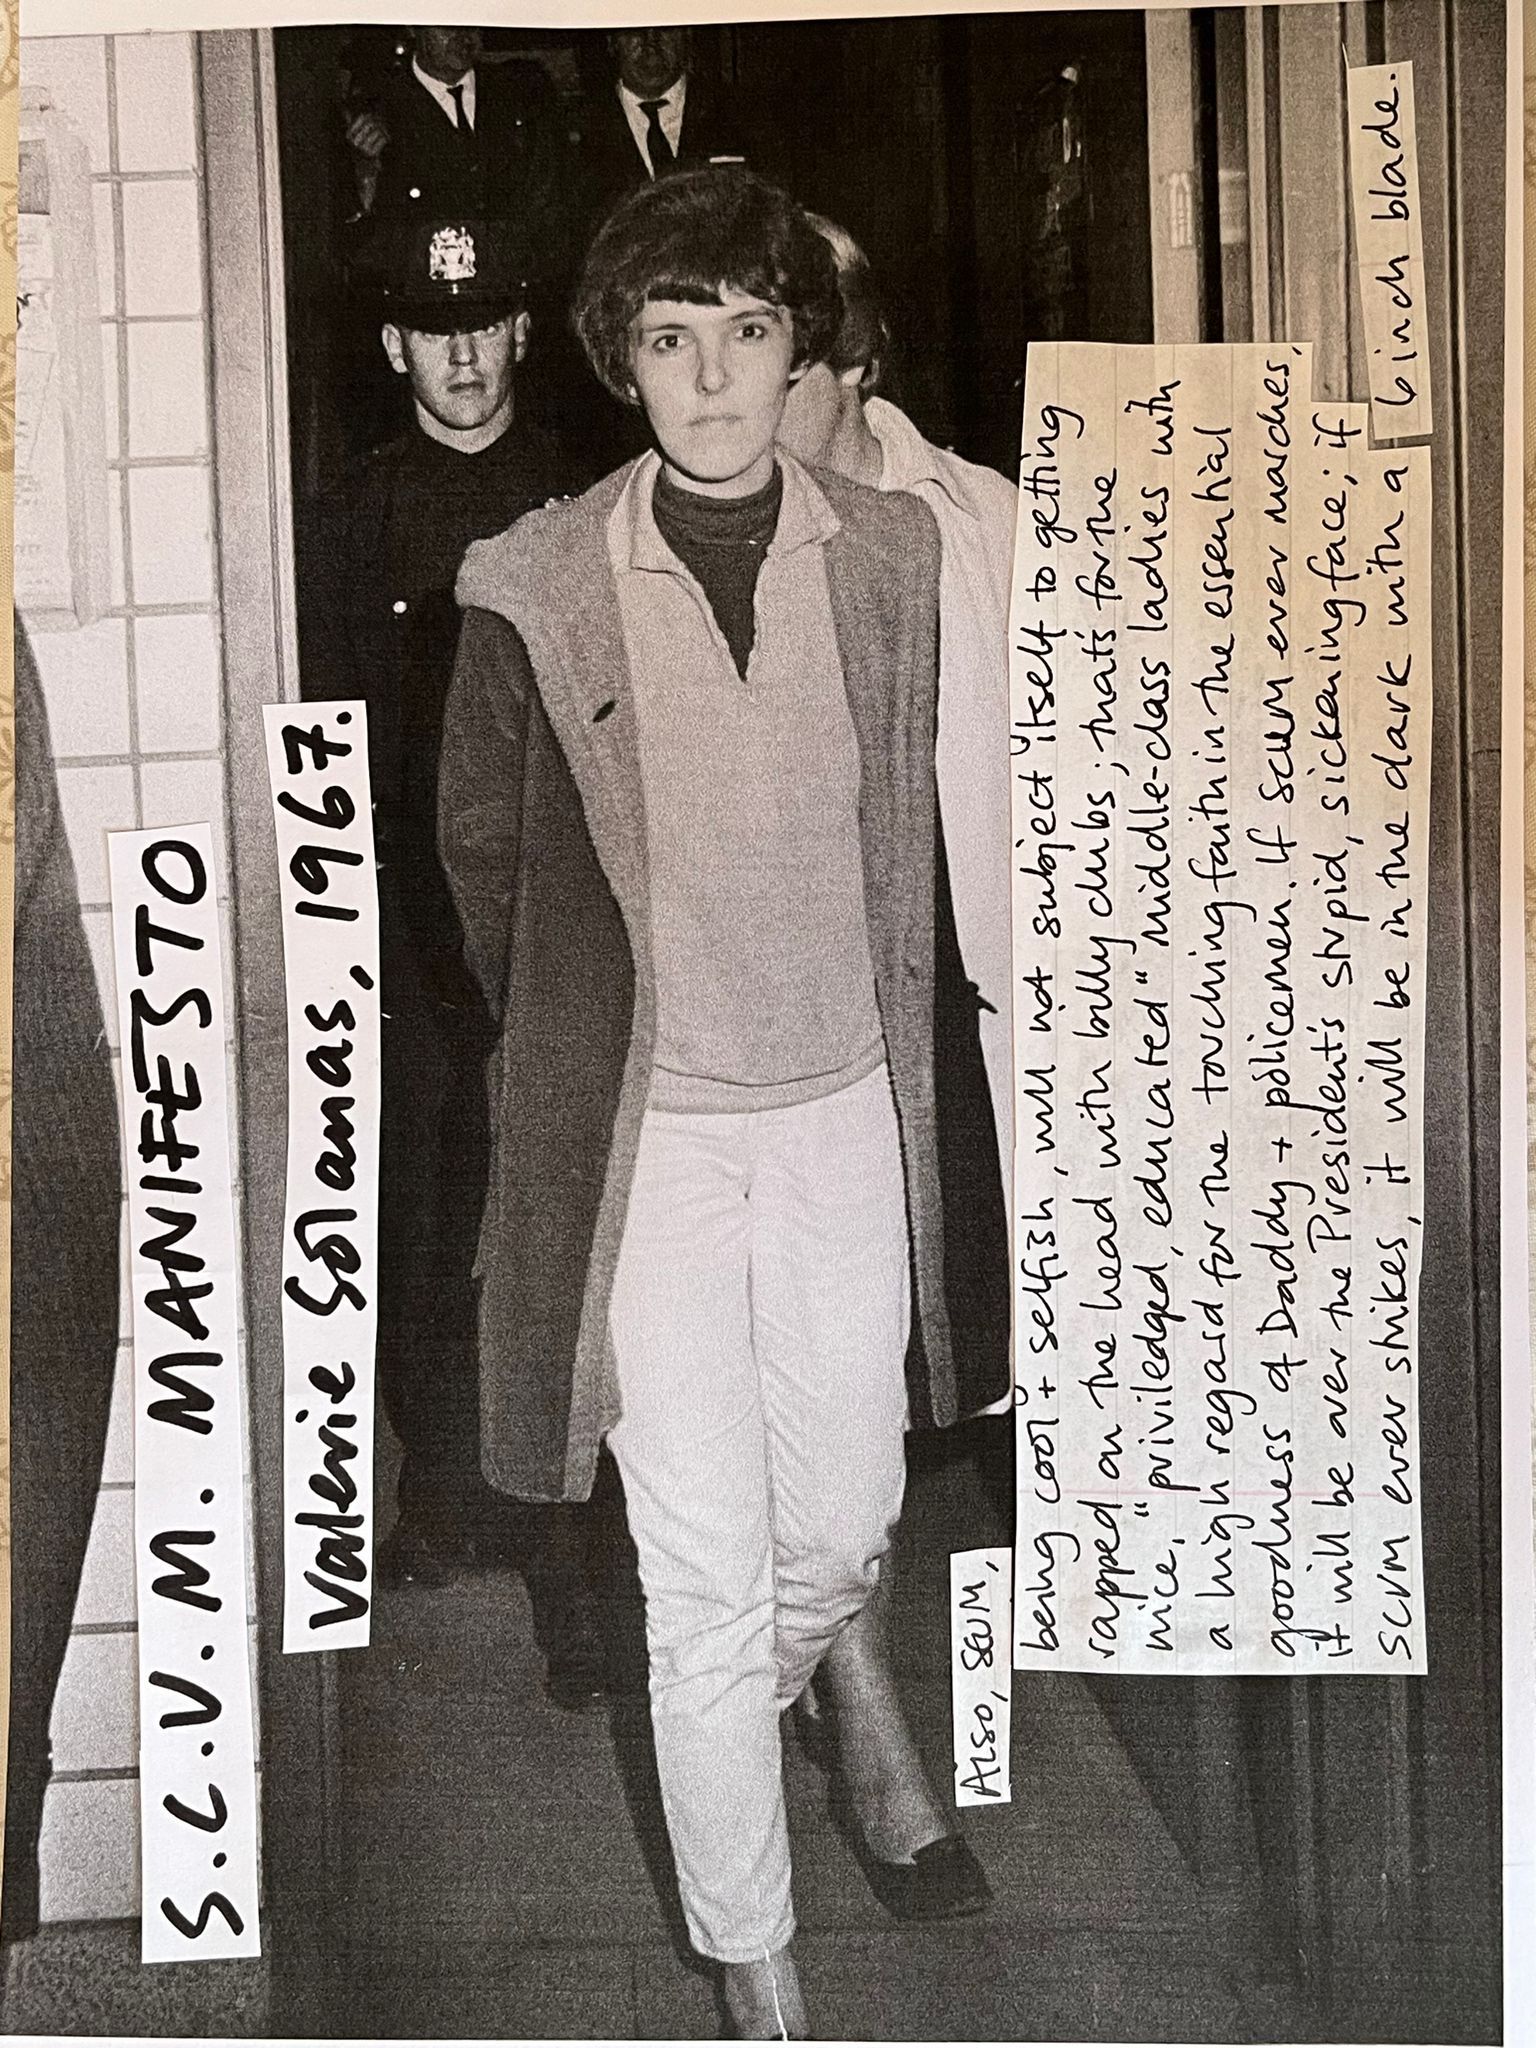 S.C.U.M. MANIFESTO
Valerie Solanas, 1967.
Also, SCUM,
being cool + selfish, will not subject itself to getting
rapped on the head with billy clubs; that's for the
nice, "priviledged, educated" middle-class ladies with
a high regard for the touching faith in the essential
goodness of Daddy + policemen. If SCUM ever marches,
it will be over the President's stupid, sickening face; if
SCUM ever strikes, it will be in the dark with a 6 inch blade.